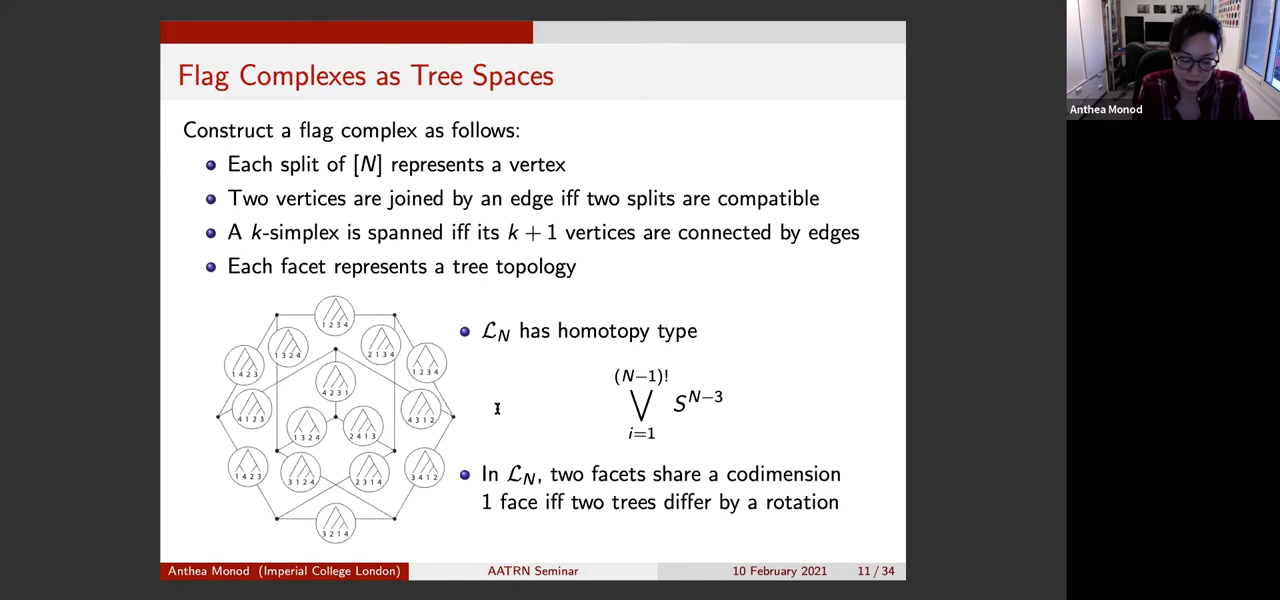 Flag Complexes as Tree Spaces
Construct a flag complex as follows:
Each split of [N] represents a vertex
Two vertices are joined by an edge iff two splits are compatible
A k-simplex is spanned iff its k + 1 vertices are connected by edges
Each facet represents a tree topology
1 2 3 4
1 3 2 4
2 1 3 4
1 4 2 3
1 2 3 4
4 2 3 1
4 1 2 3
4 3 1 2
1 3 2 4
2 4 1 3
1 4 2 3
3 1 2 4
2 3 1 4
3 4 1 2
3 2 1 4
ℒN has homotopy type
(N−1)!
⋁ S^{N−3}
i=1
In ℒN, two facets share a codimension
1 face iff two trees differ by a rotation
Anthea Monod (Imperial College London)
AATRN Seminar
10 February 2021
11 / 34
Anthea Monod